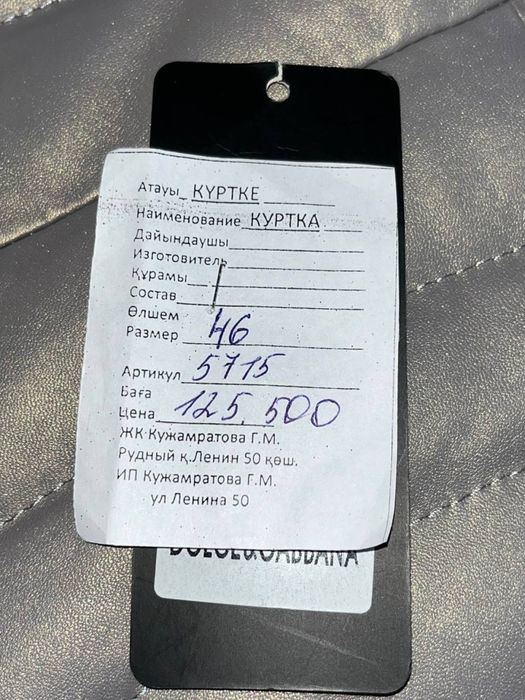 Атауы КҮРТКЕ
Наименование КУРТКА
Дайындаушы
Изготовитель
Құрамы
Состав
Өлшем
Размер 46
Артикул 5715
Баға
Цена 125.500
ЖК Кужамратова Г.М.
Рудный қ.Ленин 50 көш.
ИП Кужамратова Г.М.
ул Ленина 50
DOLCE&GABBANA